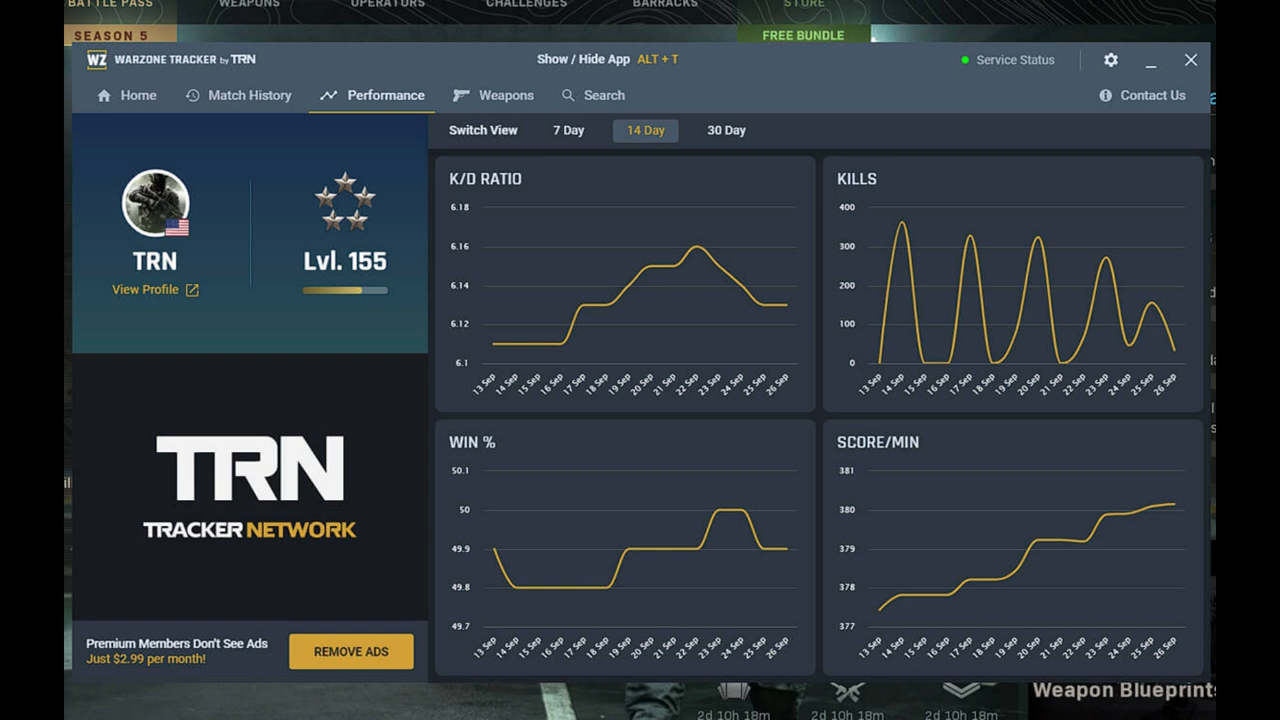 BATTLE PASS WEAPONS OPERATORS CHALLENGES BARRACKS STORE
SEASON 5
FREE BUNDLE
WZ WARZONE TRACKER by TRN
Show / Hide App ALT + T
Service Status
Home
Match History
Performance
Weapons
Search
Contact Us
TRN
View Profile
Lvl. 155
TRN
TRACKER NETWORK
Premium Members Don't See Ads
Just $2.99 per month!
REMOVE ADS
Switch View 7 Day 14 Day 30 Day
K/D RATIO
6.18
6.16
6.14
6.12
6.1
13 Sep 14 Sep 15 Sep 16 Sep 17 Sep 18 Sep 19 Sep 20 Sep 21 Sep 22 Sep 23 Sep 24 Sep 25 Sep 26 Sep
KILLS
400
300
200
100
0
13 Sep 14 Sep 15 Sep 16 Sep 17 Sep 18 Sep 19 Sep 20 Sep 21 Sep 22 Sep 23 Sep 24 Sep 25 Sep 26 Sep
WIN %
50.1
50
49.9
49.8
49.7
13 Sep 14 Sep 15 Sep 16 Sep 17 Sep 18 Sep 19 Sep 20 Sep 21 Sep 22 Sep 23 Sep 24 Sep 25 Sep 26 Sep
SCORE/MIN
381
380
379
378
377
13 Sep 14 Sep 15 Sep 16 Sep 17 Sep 18 Sep 19 Sep 20 Sep 21 Sep 22 Sep 23 Sep 24 Sep 25 Sep 26 Sep
Weapon Blueprints
2d 10h 18m 2d 10h 18m 2d 10h 18m